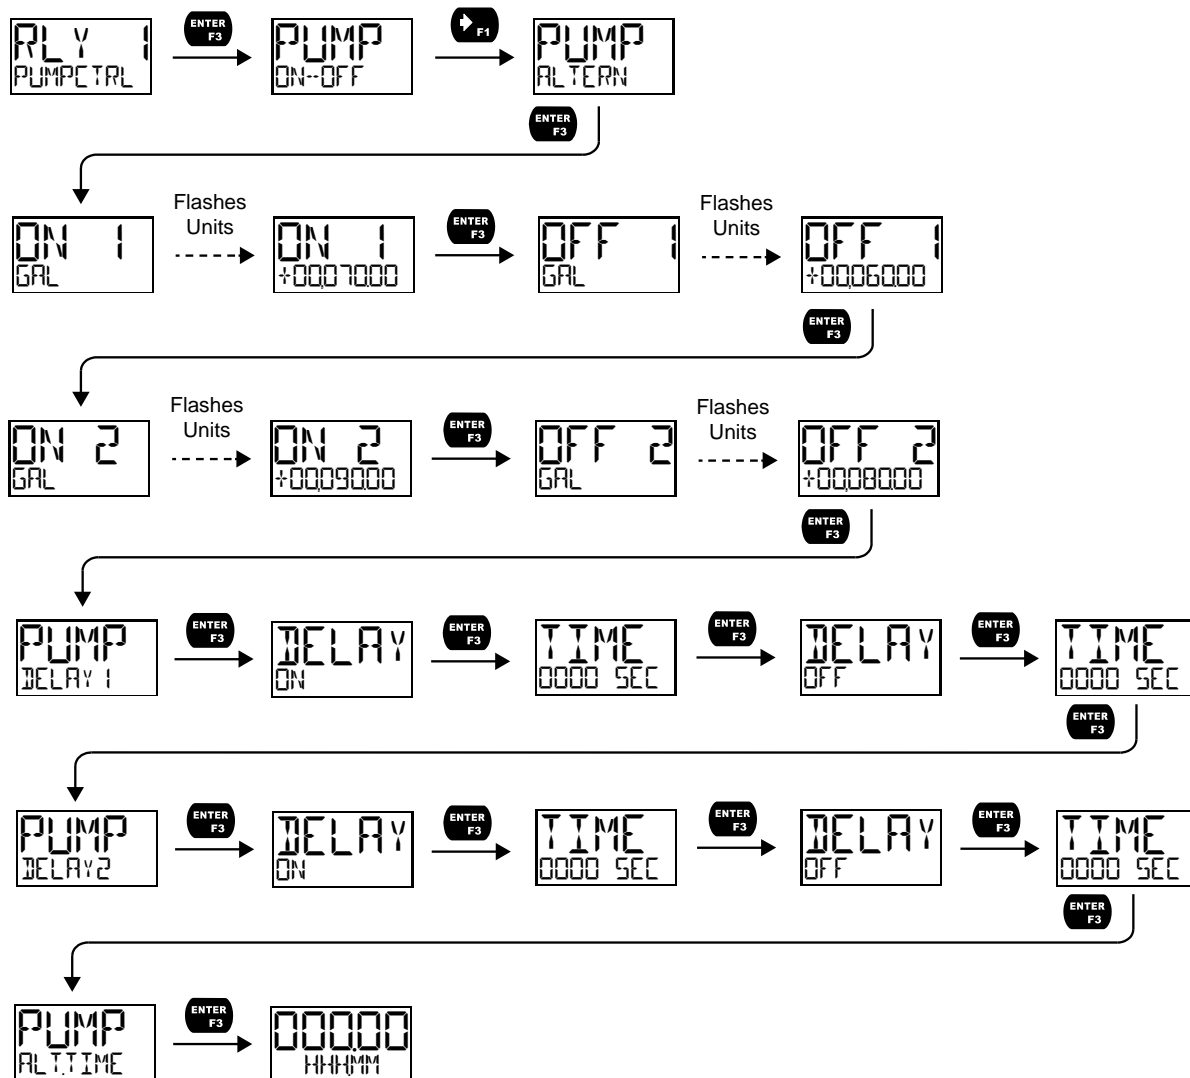 RLY 1
PUMPCTRL
ENTER
F3
PUMP
ON--OFF
F1
PUMP
ALTERN
ENTER
F3
ON 1
GAL
Flashes
Units
ON 1
+00,070.00
ENTER
F3
OFF 1
GAL
Flashes
Units
OFF 1
+00,060.00
ENTER
F3
ON 2
GAL
Flashes
Units
ON 2
+00,090.00
ENTER
F3
OFF 2
GAL
Flashes
Units
OFF 2
+00,080.00
ENTER
F3
PUMP
DELAY1
ENTER
F3
DELAY
ON
ENTER
F3
TIME
0000 SEC
ENTER
F3
DELAY
OFF
ENTER
F3
TIME
0000 SEC
ENTER
F3
PUMP
DELAY2
ENTER
F3
DELAY
ON
ENTER
F3
TIME
0000 SEC
ENTER
F3
DELAY
OFF
ENTER
F3
TIME
0000 SEC
ENTER
F3
PUMP
ALT.TIME
ENTER
F3
000.00
HHH.MM